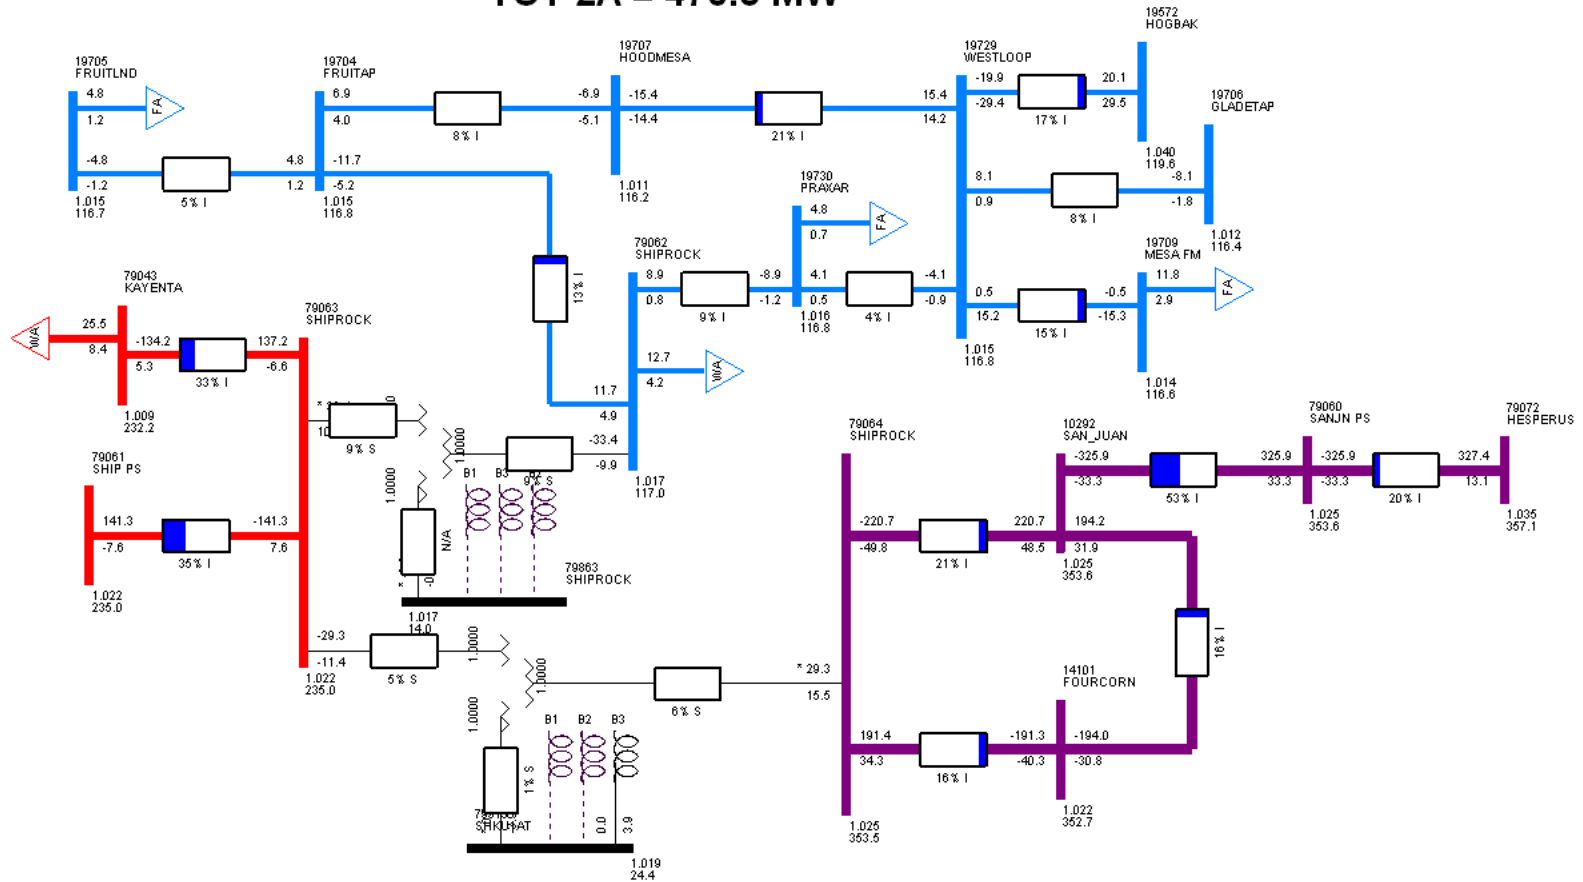 19705
FRUITLND
4.8
1.2
FA
-4.8
-1.2
1.015
116.7
5% I
4.8
1.2
19704
FRUITAP
6.9
4.0
-11.7
-5.2
1.015
116.8
8% I
-6.9
-5.1
19707
HOODMESA
-15.4
-14.4
1.011
116.2
21% I
15.4
14.2
19729
WESTLOOP
-19.9
-29.4
17% I
20.1
29.5
19572
HOGBAK
1.040
119.6
19706
GLADETAP
8.1
0.9
8% I
-8.1
-1.8
1.012
116.4
0.5
15.2
15% I
-0.5
-15.3
19709
MESA FM
11.8
2.9
FA
1.014
116.6
1.015
116.8
19730
PRAXAR
4.8
0.7
FA
4.1
0.5
1.016
116.8
4% I
-4.1
-0.9
79062
SHIPROCK
8.9
0.8
9% I
-8.9
-1.2
12.7
4.2
WA
13% I
11.7
4.9
-33.4
-9.9
1.017
117.0
79043
KAYENTA
25.5
8.4
WA
-134.2
5.3
33% I
137.2
-6.6
1.009
232.2
79063
SHIPROCK
9% S
1.0000
9% S
1.0000
N/A
B1
B3
79863
SHIPROCK
1.017
14.0
79061
SHIP PS
141.3
-7.6
35% I
-141.3
7.6
1.022
235.0
-29.3
-11.4
5% S
1.0000
1.022
235.0
1.0000
6% S
* 29.3
15.5
1.0000
1% S
B1
B2
B3
0.0
3.9
1.019
24.4
79064
SHIPROCK
-220.7
-49.8
21% I
220.7
48.5
10292
SAN_JUAN
-325.9
-33.3
53% I
325.9
33.3
79060
SANJN PS
-325.9
-33.3
20% I
327.4
13.1
79072
HESPERUS
1.025
353.6
1.035
357.1
194.2
31.9
1.025
353.6
16% I
14101
FOURCORN
191.4
34.3
16% I
-191.3
-40.3
-194.0
-30.8
1.022
352.7
1.025
353.5